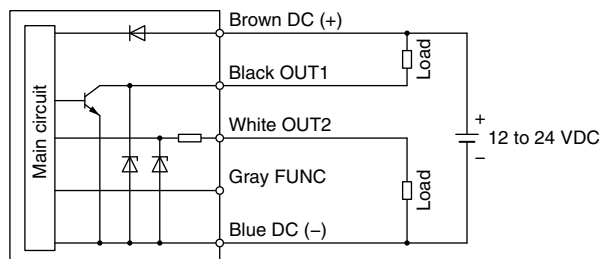 Brown DC (+)
Load
Black OUT1
Main circuit
White OUT2
+
12 to 24 VDC
−
Gray FUNC
Load
Blue DC (−)